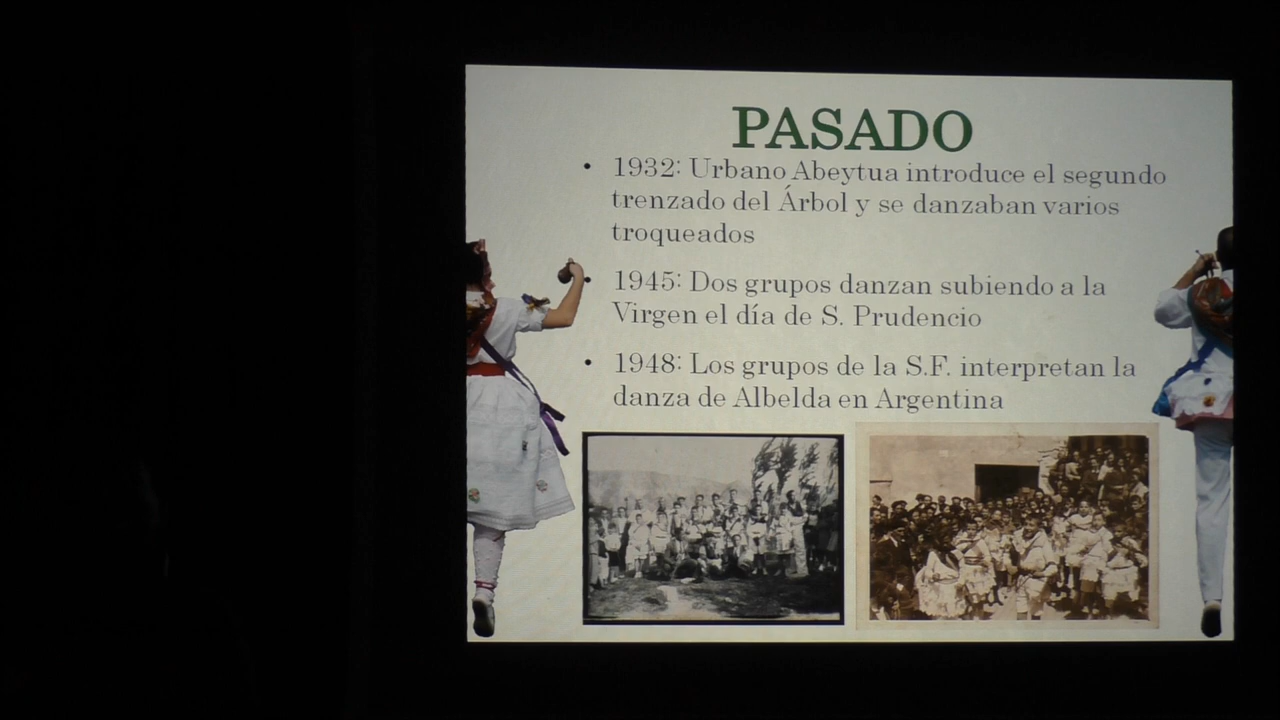 PASADO
• 1932: Urbano Abeytua introduce el segundo
trenzado del Árbol y se danzaban varios
troqueados
• 1945: Dos grupos danzan subiendo a la
Virgen el día de S. Prudencio
• 1948: Los grupos de la S.F. interpretan la
danza de Albelda en Argentina